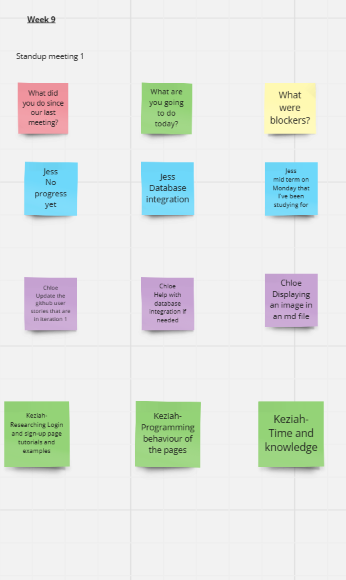 Week 9
Standup meeting 1
What did
you do since
our last
meeting?
What are
you going
to do
today?
What
were
blockers?
Jess
No
progress
yet
Jess
Database
integration
Jess
mid term on
Monday that
I've been
studying for
Chloe
Update the
github user
stories that are
in iteration 1
Chloe
Help with
database
integration if
needed
Chloe
Displaying
an image in
an md file
Keziah-
Researching Login
and sign-up page
tutorials and
examples
Keziah-
Programming
behaviour of
the pages
Keziah-
Time and
knowledge